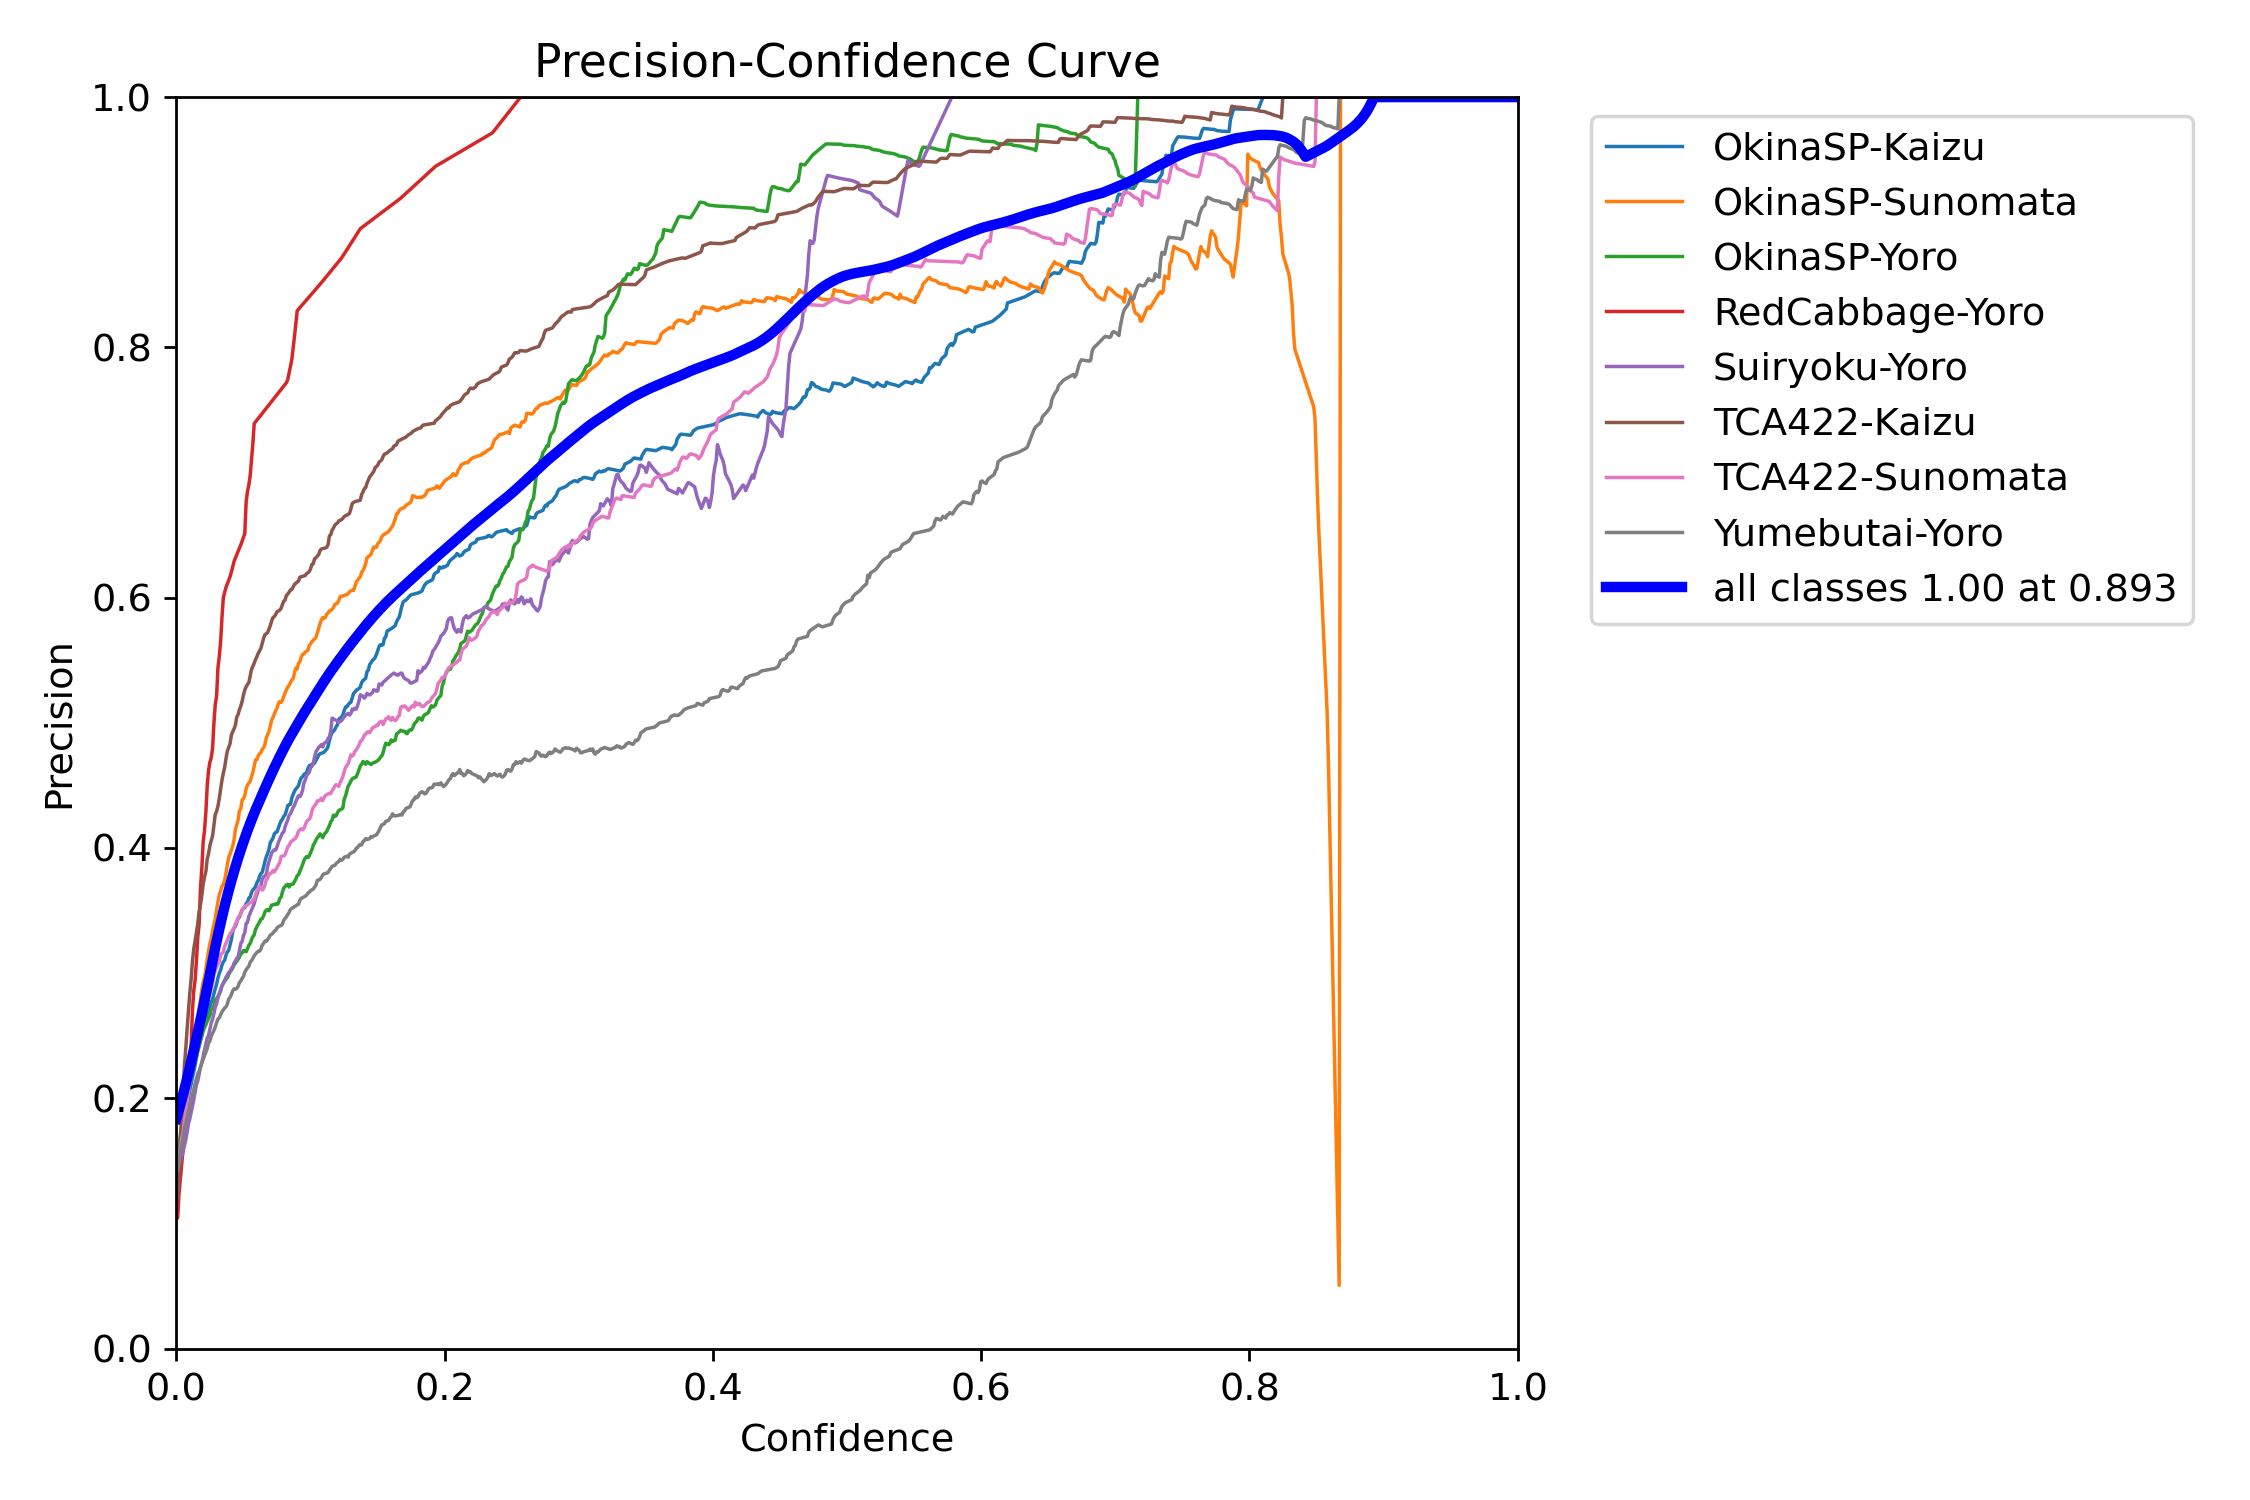 Precision-Confidence Curve
1.0
0.8
0.6
0.4
0.2
0.0
Precision
0.0 0.2 0.4 0.6 0.8 1.0
Confidence
OkinaSP-Kaizu
OkinaSP-Sunomata
OkinaSP-Yoro
RedCabbage-Yoro
Suiryoku-Yoro
TCA422-Kaizu
TCA422-Sunomata
Yumebutai-Yoro
all classes 1.00 at 0.893